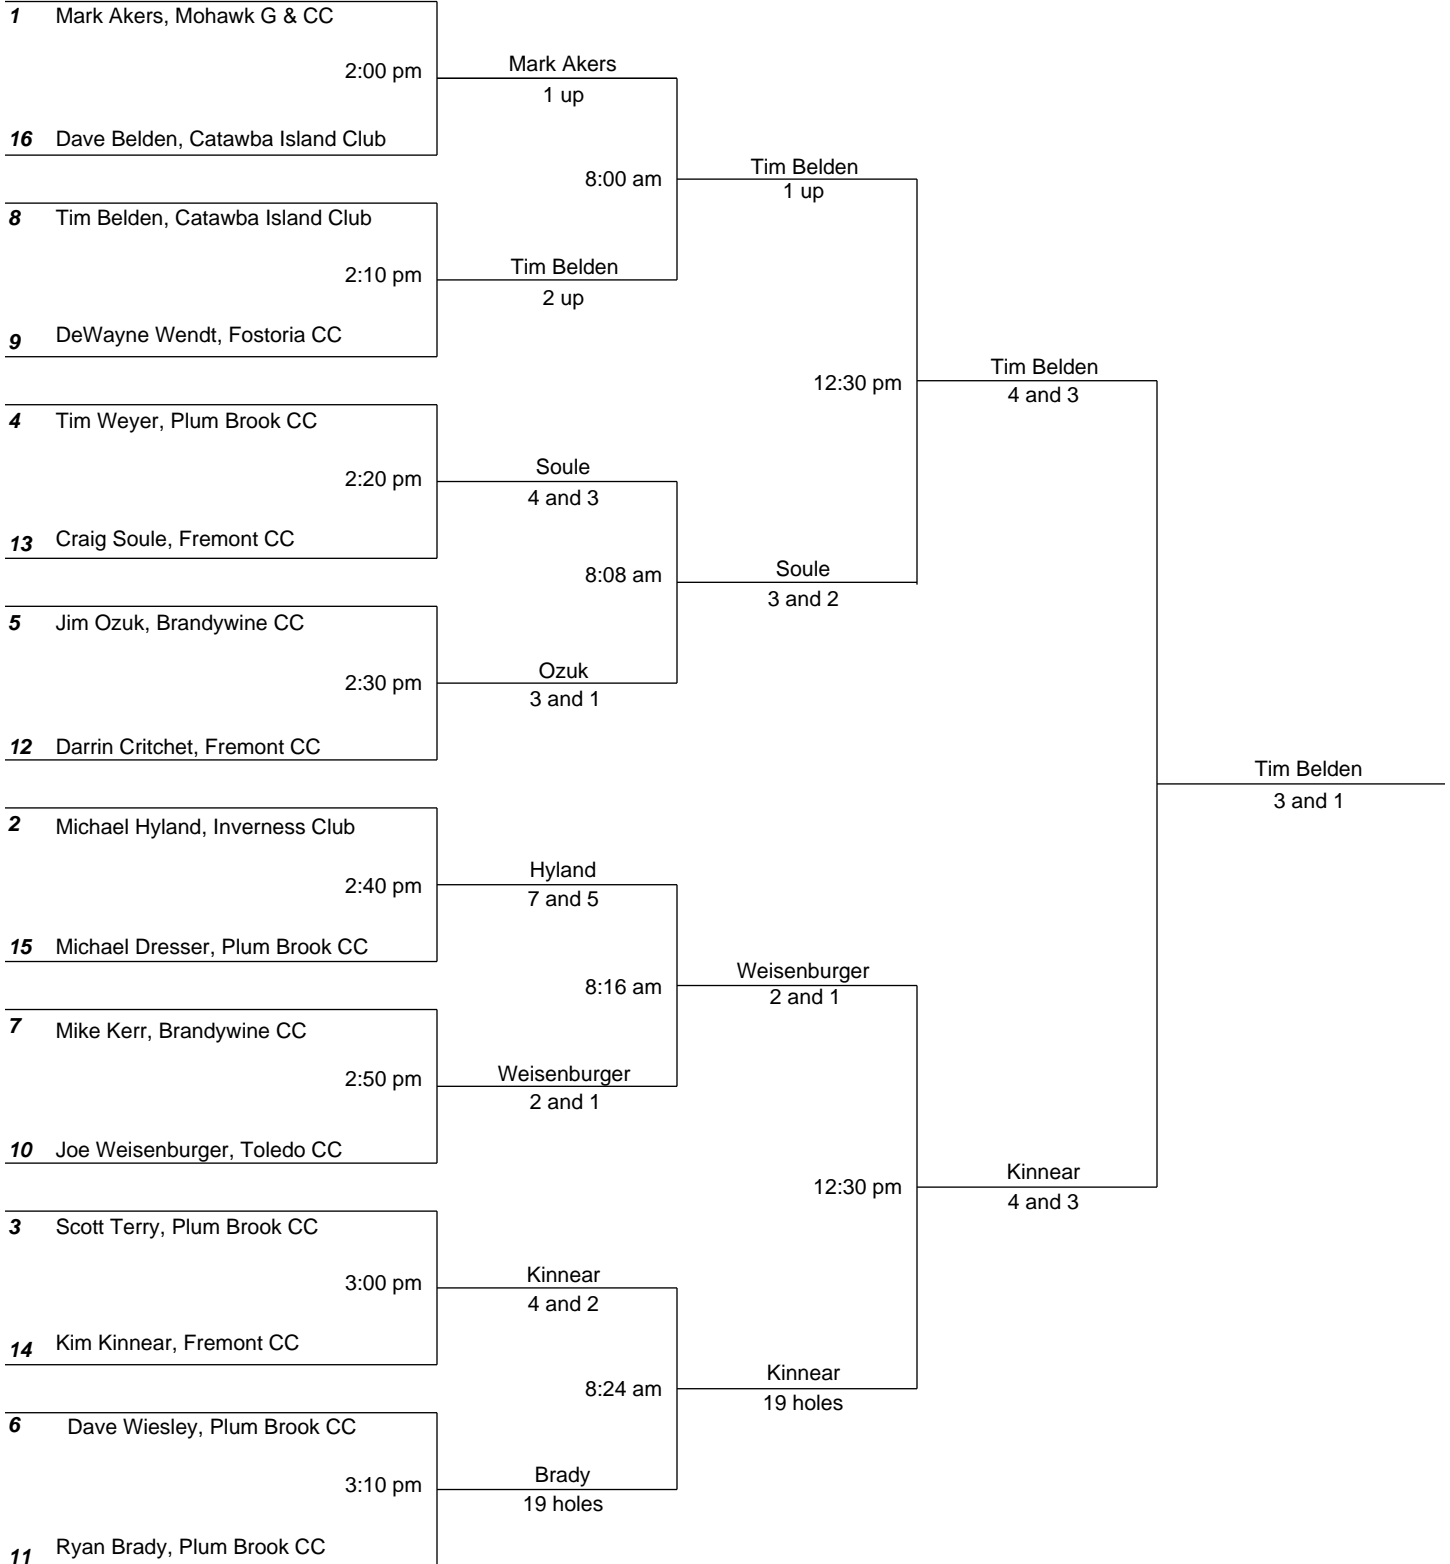 1 Mark Akers, Mohawk G & CC
2:00 pm
16 Dave Belden, Catawba Island Club
8 Tim Belden, Catawba Island Club
2:10 pm
9 DeWayne Wendt, Fostoria CC
4 Tim Weyer, Plum Brook CC
2:20 pm
13 Craig Soule, Fremont CC
5 Jim Ozuk, Brandywine CC
2:30 pm
12 Darrin Critchet, Fremont CC
2 Michael Hyland, Inverness Club
2:40 pm
15 Michael Dresser, Plum Brook CC
7 Mike Kerr, Brandywine CC
2:50 pm
10 Joe Weisenburger, Toledo CC
3 Scott Terry, Plum Brook CC
3:00 pm
14 Kim Kinnear, Fremont CC
6 Dave Wiesley, Plum Brook CC
3:10 pm
11 Ryan Brady, Plum Brook CC
Mark Akers
1 up
8:00 am
Tim Belden
2 up
Soule
4 and 3
8:08 am
Ozuk
3 and 1
Hyland
7 and 5
8:16 am
Weisenburger
2 and 1
Kinnear
4 and 2
8:24 am
Brady
19 holes
Tim Belden
1 up
12:30 pm
Soule
3 and 2
Weisenburger
2 and 1
12:30 pm
Kinnear
19 holes
Tim Belden
4 and 3
Kinnear
4 and 3
Tim Belden
3 and 1